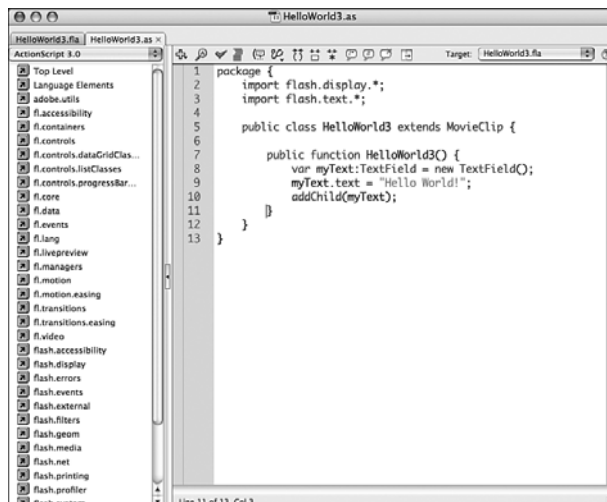 HelloWorld3.as
HelloWorld3.fla HelloWorld3.as ×
ActionScript 3.0
Target: HelloWorld3.fla
Top Level
Language Elements
adobe.utils
fl.accessibility
fl.containers
fl.controls
fl.controls.dataGridClas...
fl.controls.listClasses
fl.controls.progressBar...
fl.core
fl.data
fl.events
fl.lang
fl.livepreview
fl.managers
fl.motion
fl.motion.easing
fl.transitions
fl.transitions.easing
fl.video
flash.accessibility
flash.display
flash.errors
flash.events
flash.external
flash.filters
flash.geom
flash.media
flash.net
flash.printing
flash.profiler
1 package {
2 import flash.display.*;
3 import flash.text.*;
4
5 public class HelloWorld3 extends MovieClip {
6
7 public function HelloWorld3() {
8 var myText:TextField = new TextField();
9 myText.text = "Hello World!";
10 addChild(myText);
11 }
12 }
13 }
Line 11 of 13, Col 3